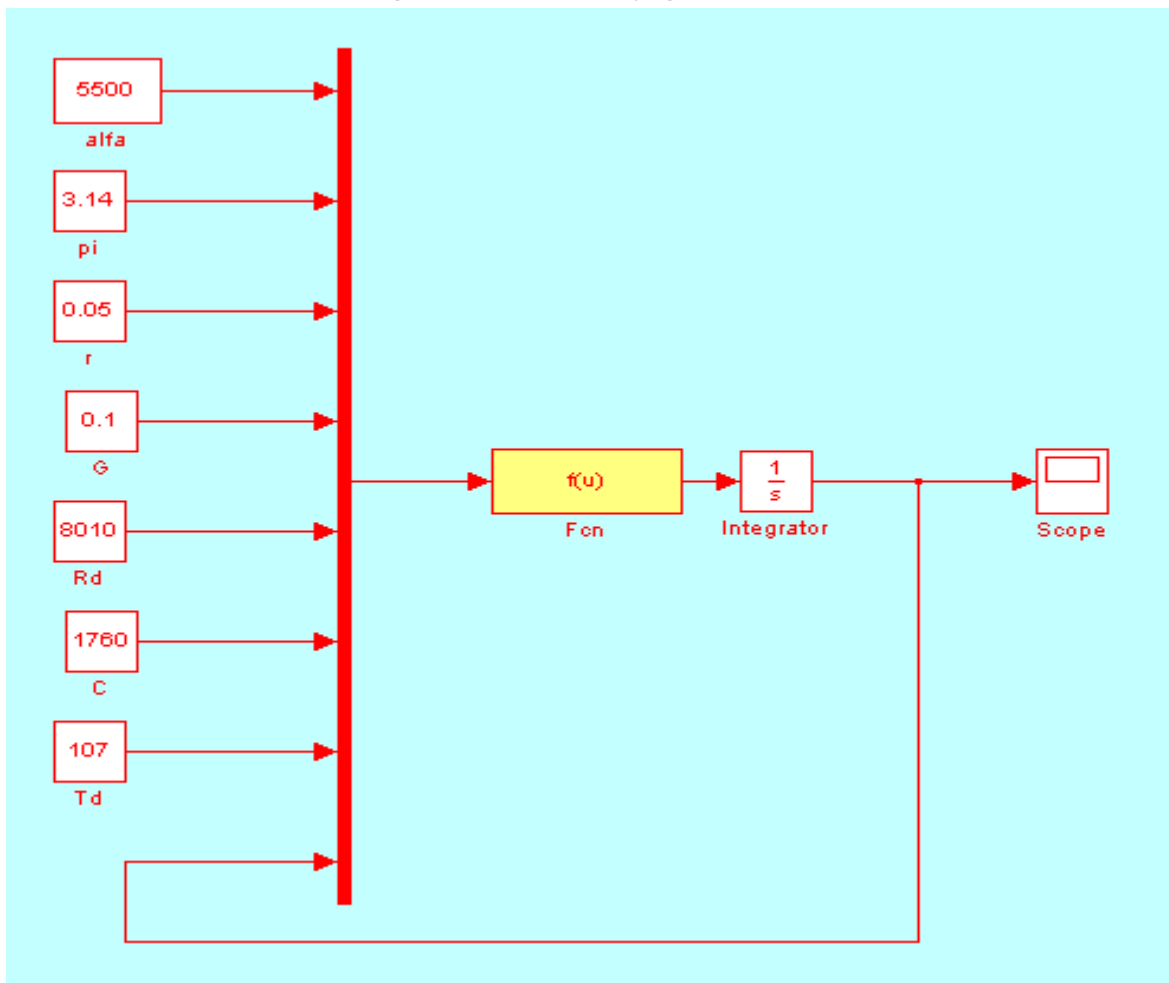 5500
alfa
3.14
pi
0.05
r
0.1
G
8010
Rd
1760
C
107
Td
f(u)
Fcn
1
s
Integrator
Scope